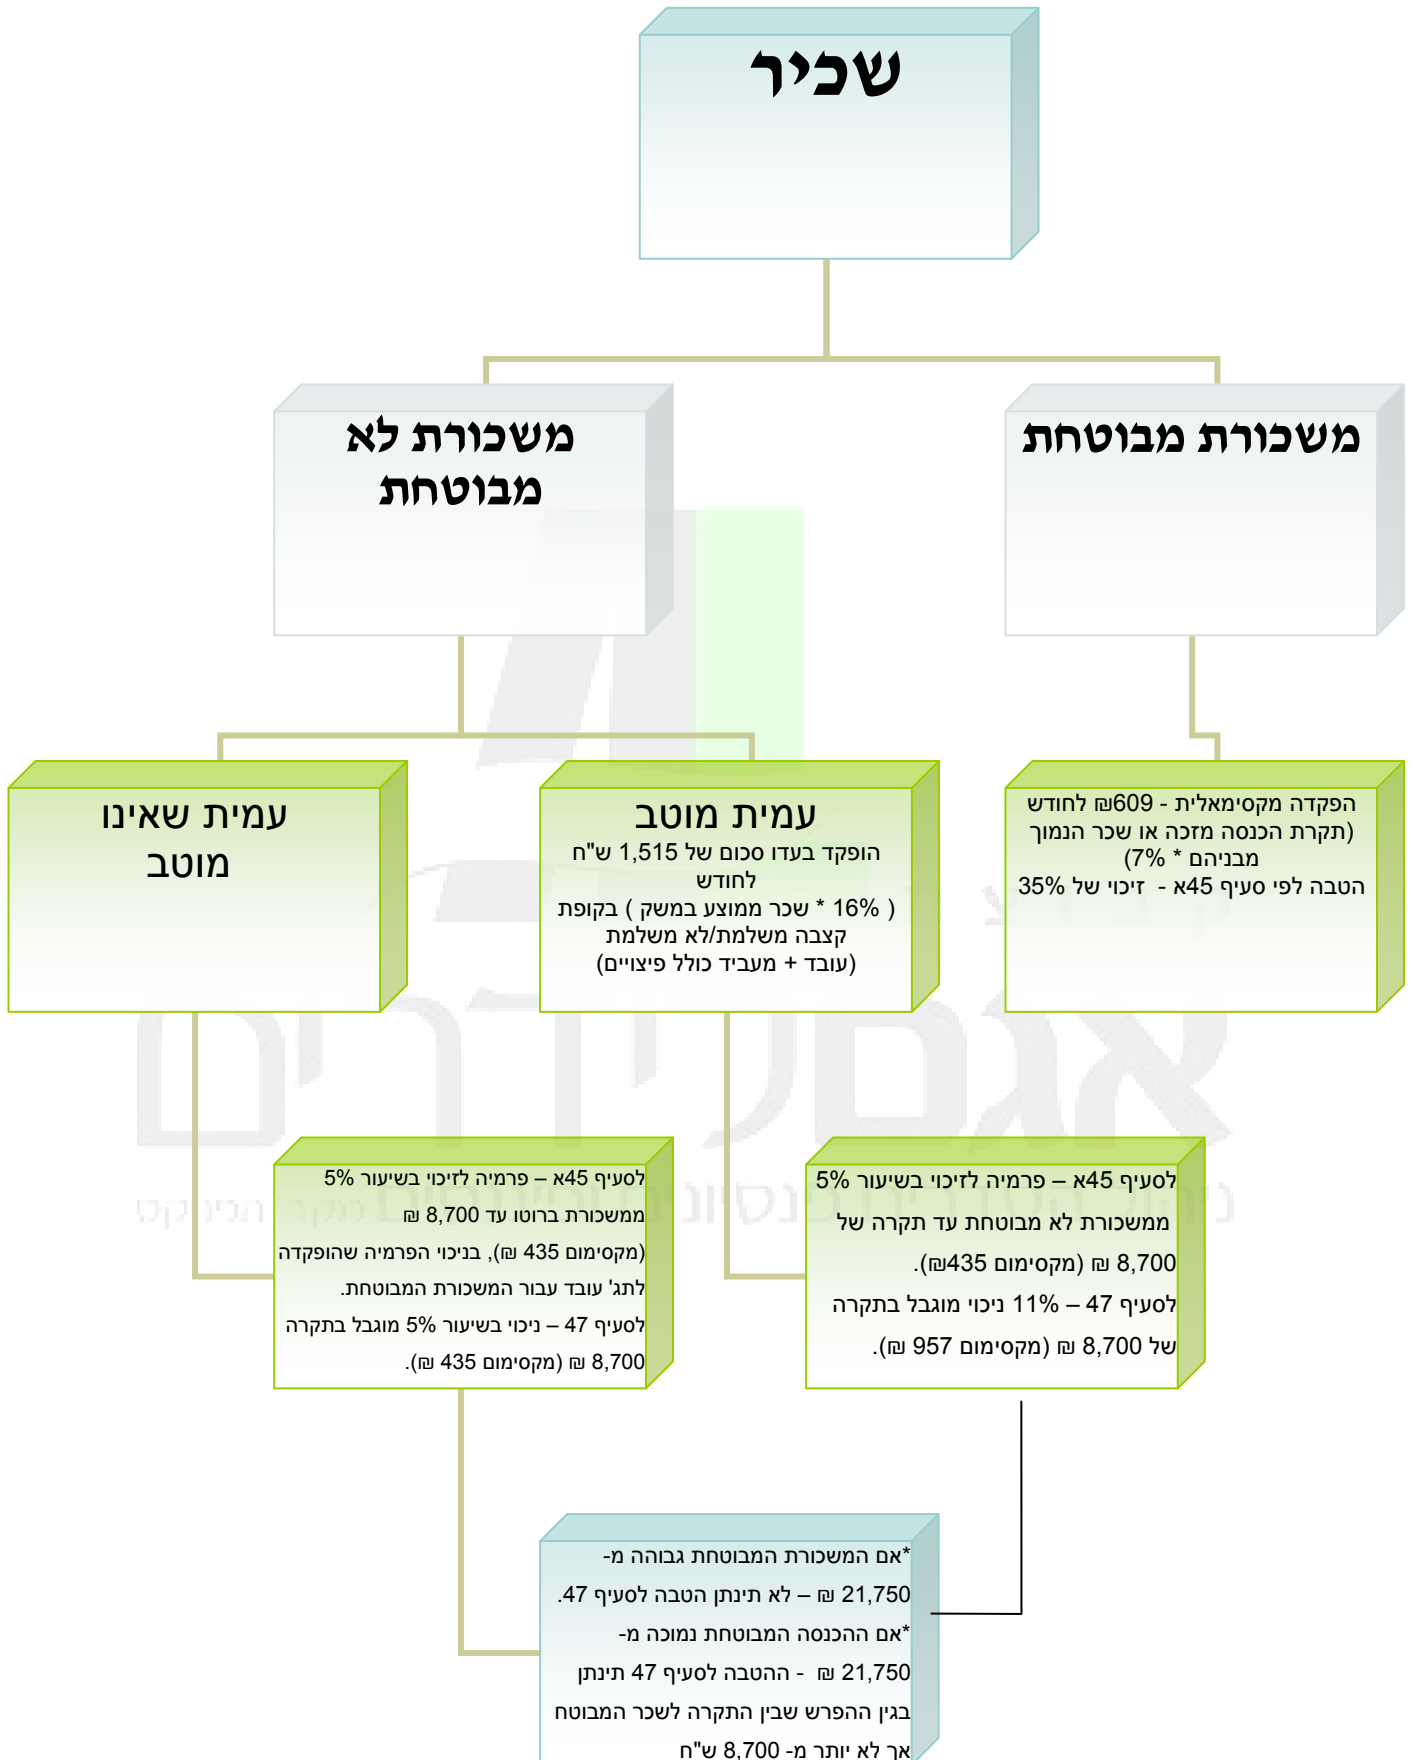 שכיר
משכורת מבוטחת
משכורת לא
מבוטחת
הפקדה מקסימאלית - 609₪ לחודש
(תקרת הכנסה מזכה או שכר הנמוך
מבניהם * 7%)
הטבה לפי סעיף 45א - זיכוי של 35%
עמית מוטב
הופקד בעדו סכום של 1,515 ש"ח
לחודש
( 16% * שכר ממוצע במשק ) בקופת
קצבה משלמת/לא משלמת
(עובד + מעביד כולל פיצויים)
עמית שאינו
מוטב
לסעיף 45א – פרמיה לזיכוי בשיעור 5%
ממשכורת לא מבוטחת עד תקרה של
8,700 ₪ (מקסימום 435₪).
לסעיף 47 – 11% ניכוי מוגבל בתקרה
של 8,700 ₪ (מקסימום 957 ₪).
לסעיף 45א – פרמיה לזיכוי בשיעור 5%
ממשכורת ברוטו עד 8,700 ₪
(מקסימום 435 ₪), בניכוי הפרמיה שהופקדה
לתג' עובד עבור המשכורת המבוטחת.
לסעיף 47 – ניכוי בשיעור 5% מוגבל בתקרה
8,700 ₪ (מקסימום 435 ₪).
*אם המשכורת המבוטחת גבוהה מ-
21,750 ₪ – לא תינתן הטבה לסעיף 47.
*אם ההכנסה המבוטחת נמוכה מ-
21,750 ₪ - ההטבה לסעיף 47 תינתן
בגין ההפרש שבין התקרה לשכר המבוטח
אך לא יותר מ- 8,700 ש"ח
קבוצת
אגם לידרים
ניהול הסדרים פנסיוניים ופיננסיים